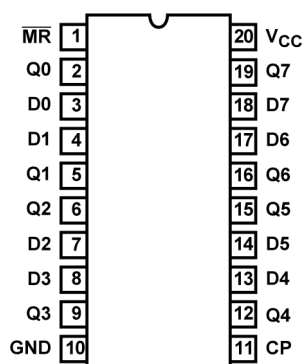 M̅R̅ 1 20 VCC
Q0 2 19 Q7
D0 3 18 D7
D1 4 17 D6
Q1 5 16 Q6
Q2 6 15 Q5
D2 7 14 D5
D3 8 13 D4
Q3 9 12 Q4
GND 10 11 CP